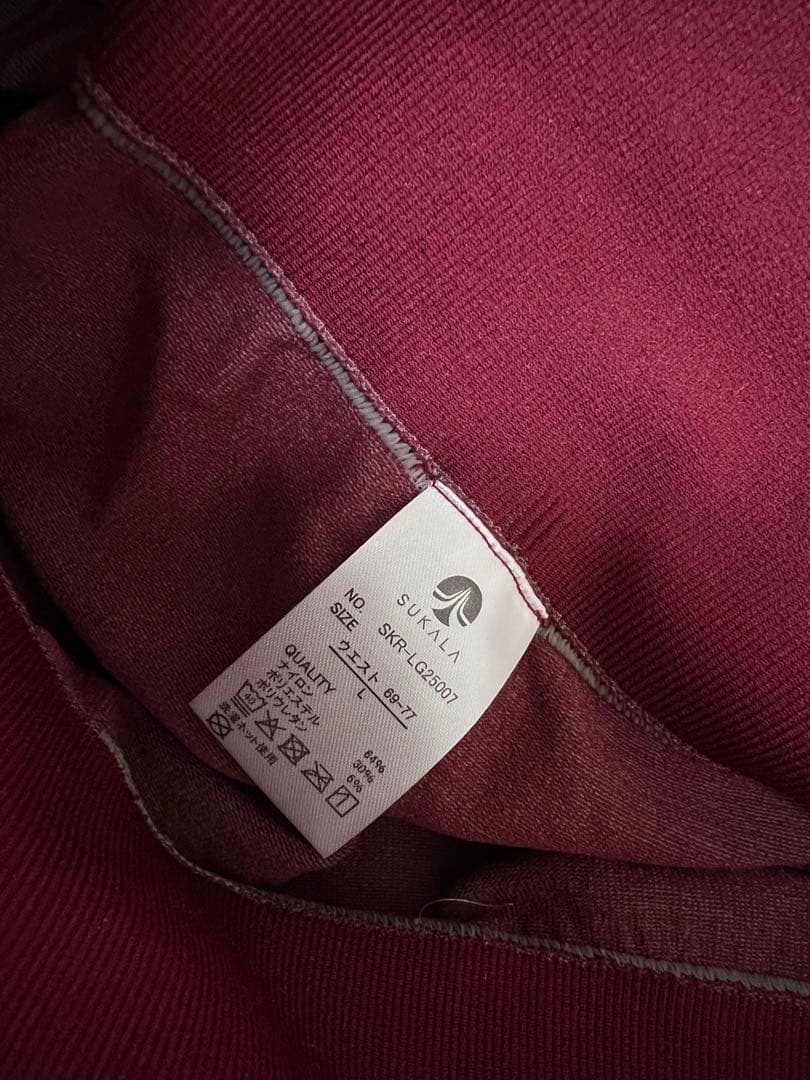 SUKALA
NO. SKR-LG25007
SIZE ウエスト 69-77
L
QUALITY
ナイロン 64%
ポリエステル 30%
ポリウレタン 6%
40
洗濯ネット使用